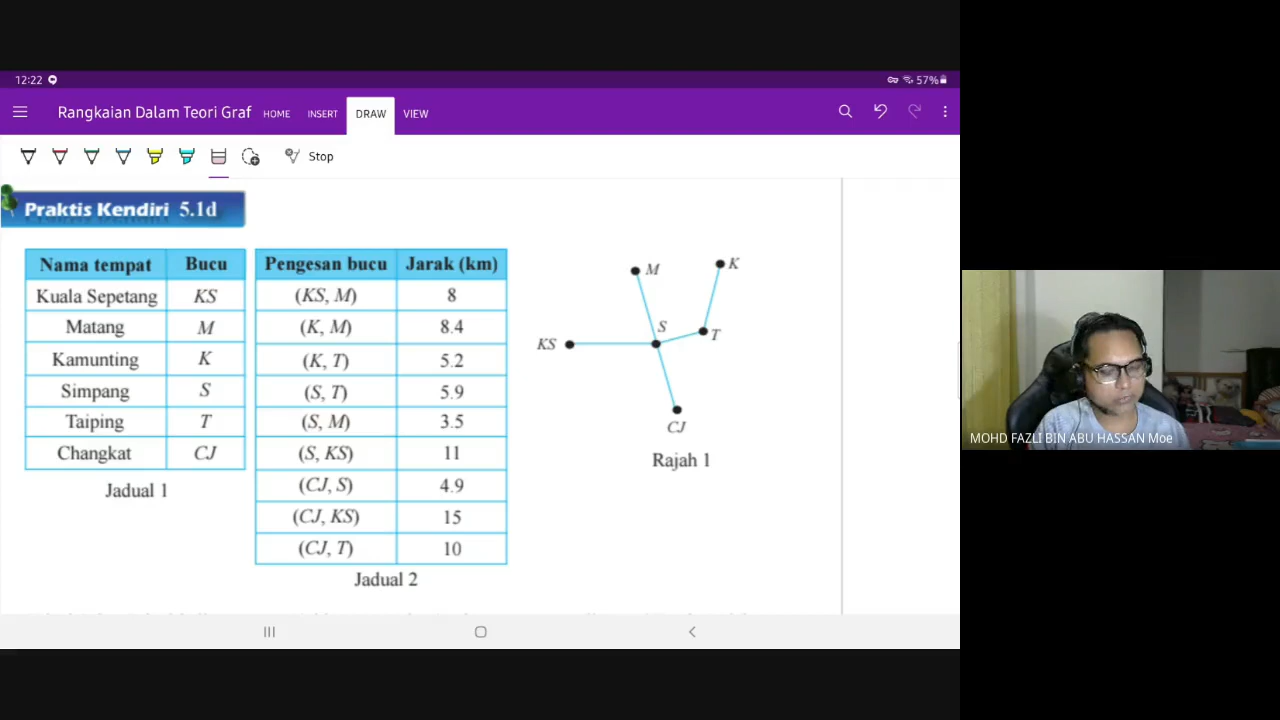 12:22
57%
Rangkaian Dalam Teori Graf
HOME
INSERT
DRAW
VIEW
Stop
Praktis Kendiri 5.1d
Nama tempat Bucu
Kuala Sepetang KS
Matang M
Kamunting K
Simpang S
Taiping T
Changkat CJ
Jadual 1
Pengesan bucu Jarak (km)
(KS, M) 8
(K, M) 8.4
(K, T) 5.2
(S, T) 5.9
(S, M) 3.5
(S, KS) 11
(CJ, S) 4.9
(CJ, KS) 15
(CJ, T) 10
Jadual 2
M
K
S
T
KS
CJ
Rajah 1
MOHD FAZLI BIN ABU HASSAN Moe